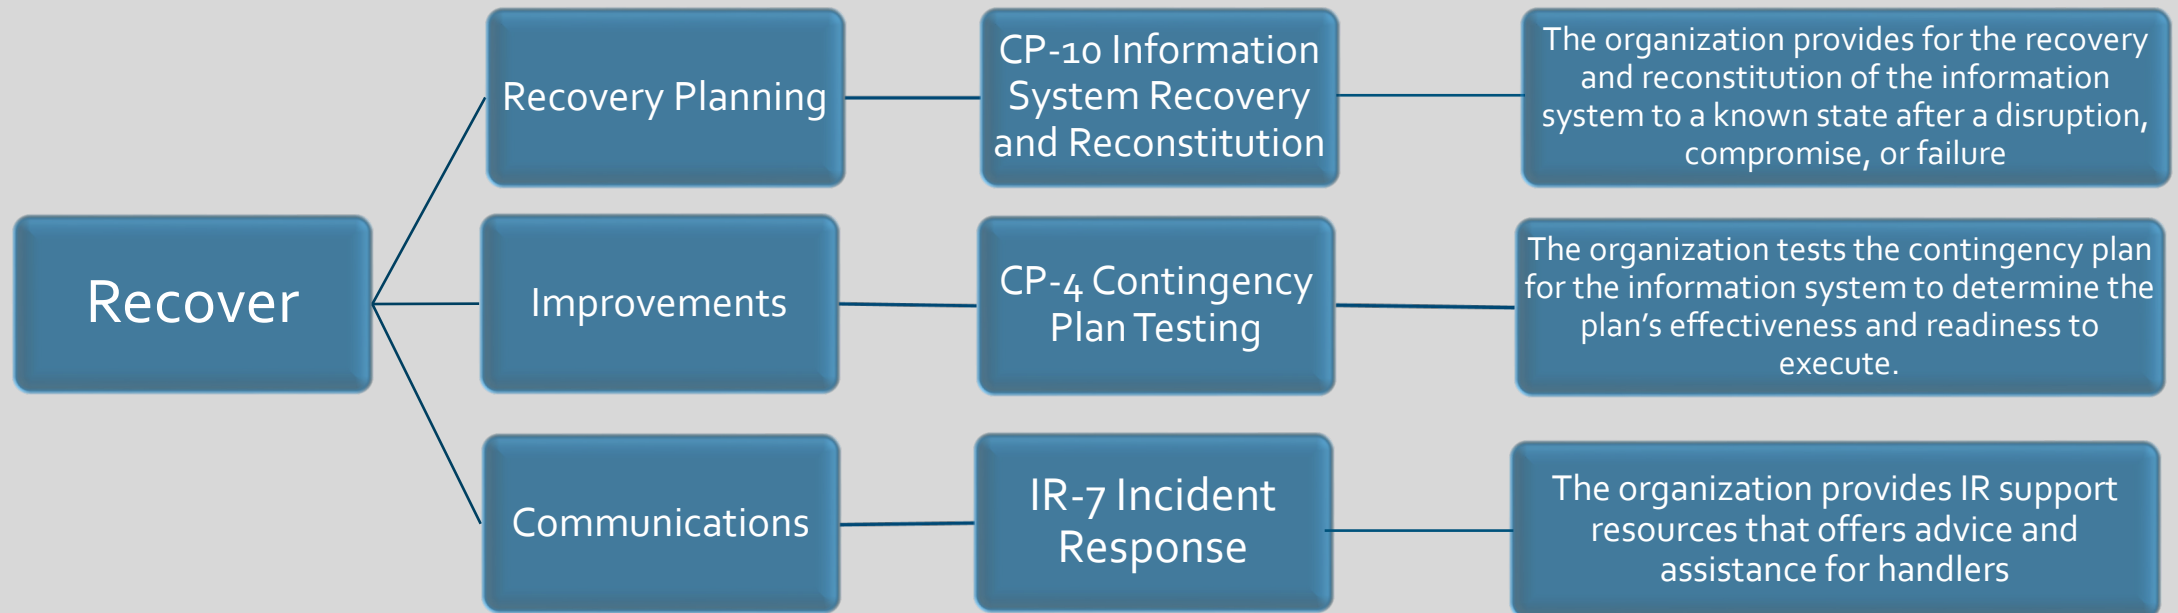 Recover
Recovery Planning
CP-10 Information
System Recovery
and Reconstitution
The organization provides for the recovery
and reconstitution of the information
system to a known state after a disruption,
compromise, or failure
Improvements
CP-4 Contingency
Plan Testing
The organization tests the contingency plan
for the information system to determine the
plan’s effectiveness and readiness to
execute.
Communications
IR-7 Incident
Response
The organization provides IR support
resources that offers advice and
assistance for handlers